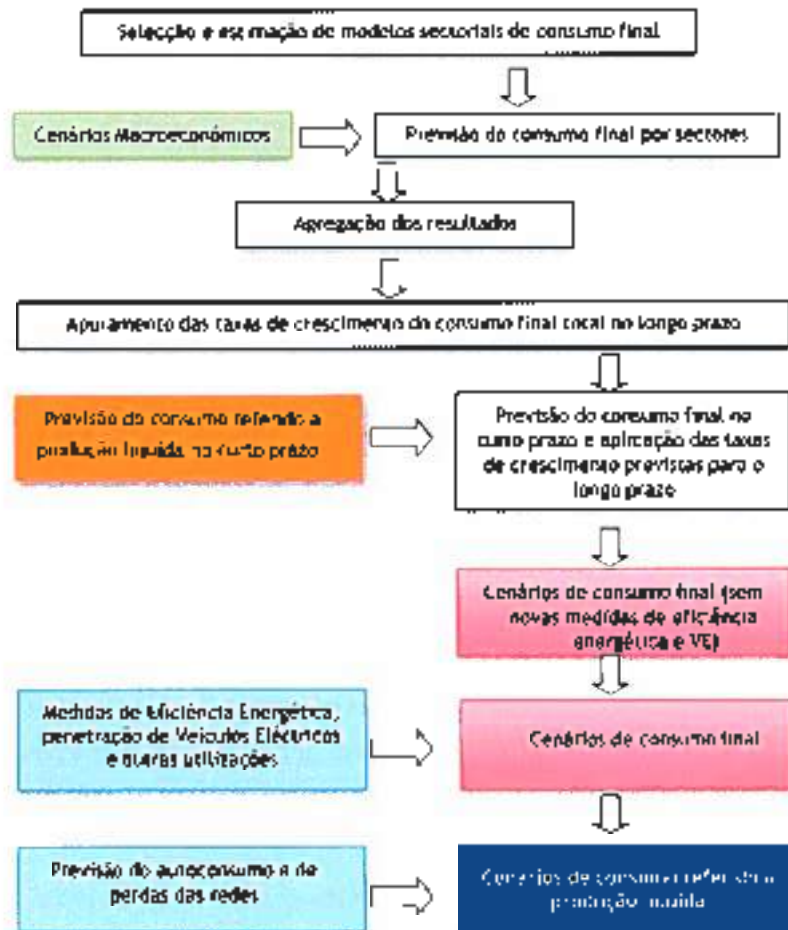 Selecção e estimação de modelos sectoriais de consumo final
Cenários Macroeconómicos
Previsão do consumo final por sectores
Agregação dos resultados
Apuramento das taxas de crescimento do consumo final total no longo prazo
Previsão do consumo referido à
produção líquida no curto prazo
Previsão do consumo final no
curto prazo e aplicação das taxas
de crescimento previstas para o
longo prazo
Cenários de consumo final (sem
novas medidas de eficiência
energética e VE)
Medidas de Eficiência Energética,
penetração de Veículos Eléctricos
e outras utilizações
Cenários de consumo final
Previsão do autoconsumo e de
perdas das redes
Cenários de consumo referido à
produção líquida